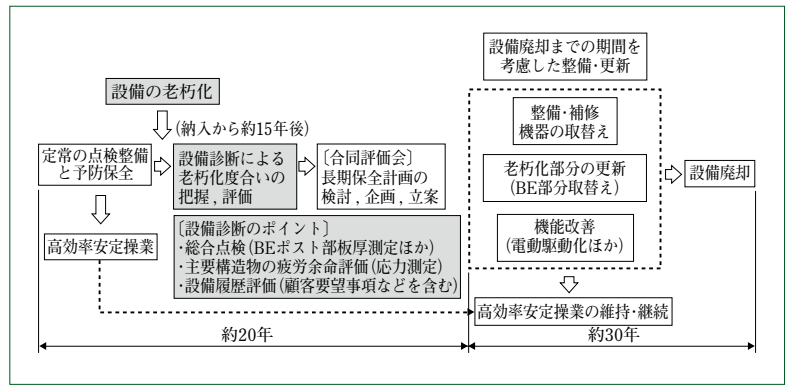 設備廃却までの期間を
考慮した整備・更新
設備の老朽化
(納入から約15年後)
定常の点検整備
と予防保全
設備診断による
老朽化度合いの
把握, 評価
〔合同評価会〕
長期保全計画の
検討, 企画, 立案
整備・補修
機器の取替え
老朽化部分の更新
(BE部分取替え)
機能改善
(電動駆動化ほか)
設備廃却
高効率安定操業
〔設備診断のポイント〕
・総合点検(BEポスト部板厚測定ほか)
・主要構造物の疲労余命評価(応力測定)
・設備履歴評価(顧客要望事項などを含む)
高効率安定操業の維持・継続
約20年
約30年